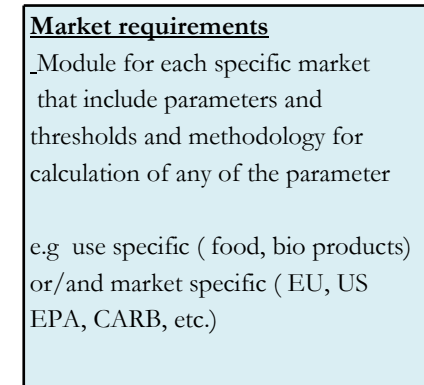 Market requirements
 Module for each specific market
that include parameters and
thresholds and methodology for
calculation of any of the parameter
e.g  use specific ( food, bio products)
or/and market specific ( EU, US
EPA, CARB, etc.)